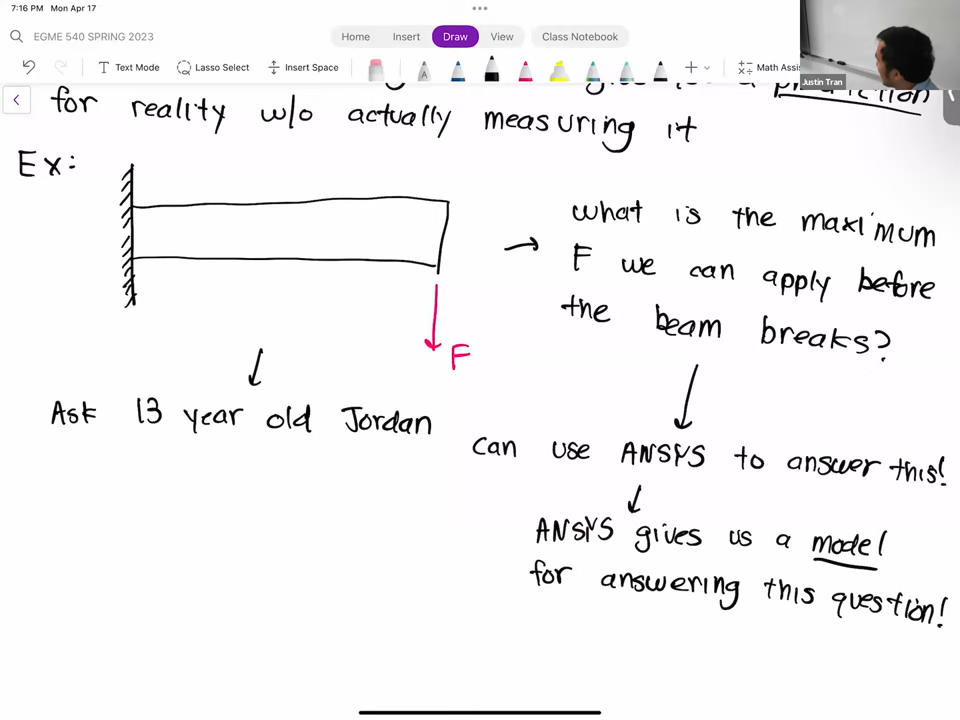 7:16 PM Mon Apr 17
EGME 540 SPRING 2023
Home Insert Draw View Class Notebook
Text Mode Lasso Select Insert Space Math Assis
Justin Tran
for reality w/o actually measuring it
Ex:
What is the maximum
F we can apply before
the beam breaks?
F
Ask 13 year old Jordan
can use ANSYS to answer this!
ANSYS gives us a model
for answering this question!